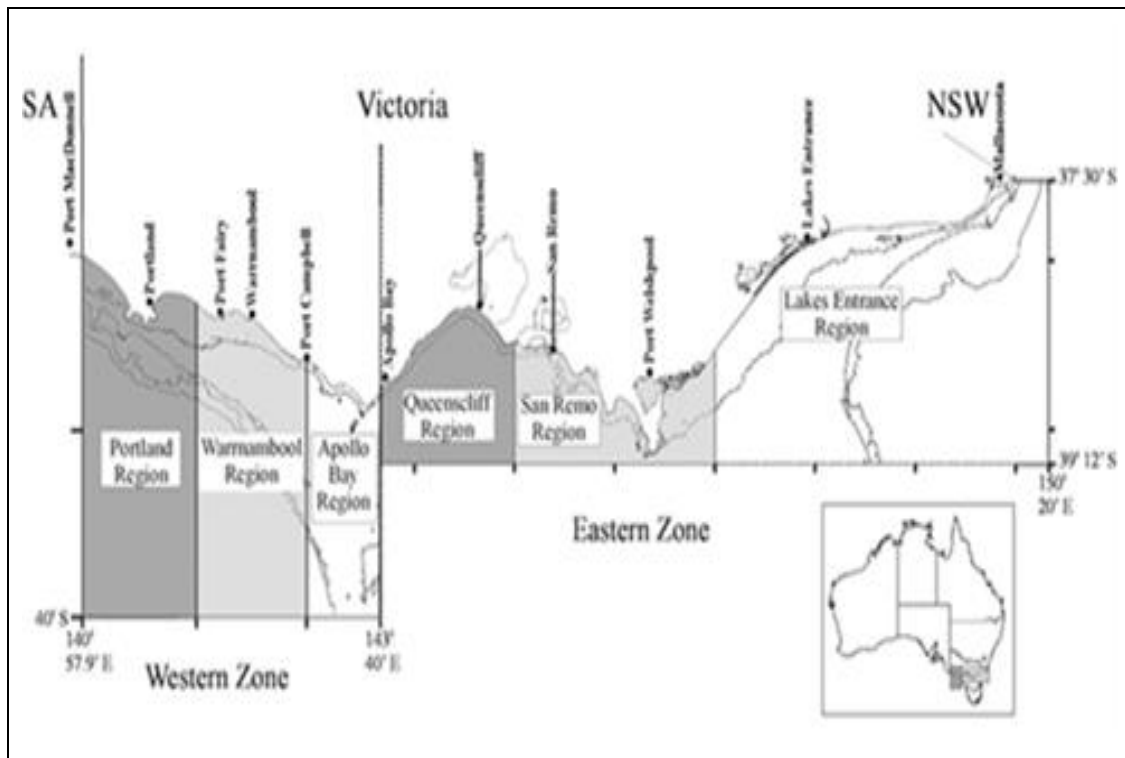 SA
Victoria
NSW
Port MacDonnell
Portland
Port Fairy
Warrnambool
Port Campbell
Apollo Bay
Queenscliff
San Remo
Port Welshpool
Lakes Entrance
Mallacoota
37' 30' S
Lakes Entrance
Region
Portland
Region
Warrnambool
Region
Apollo
Bay
Region
Queenscliff
Region
San Remo
Region
39' 12' S
150'
20' E
Eastern Zone
40' S
140'
57.9' E
143'
40' E
Western Zone